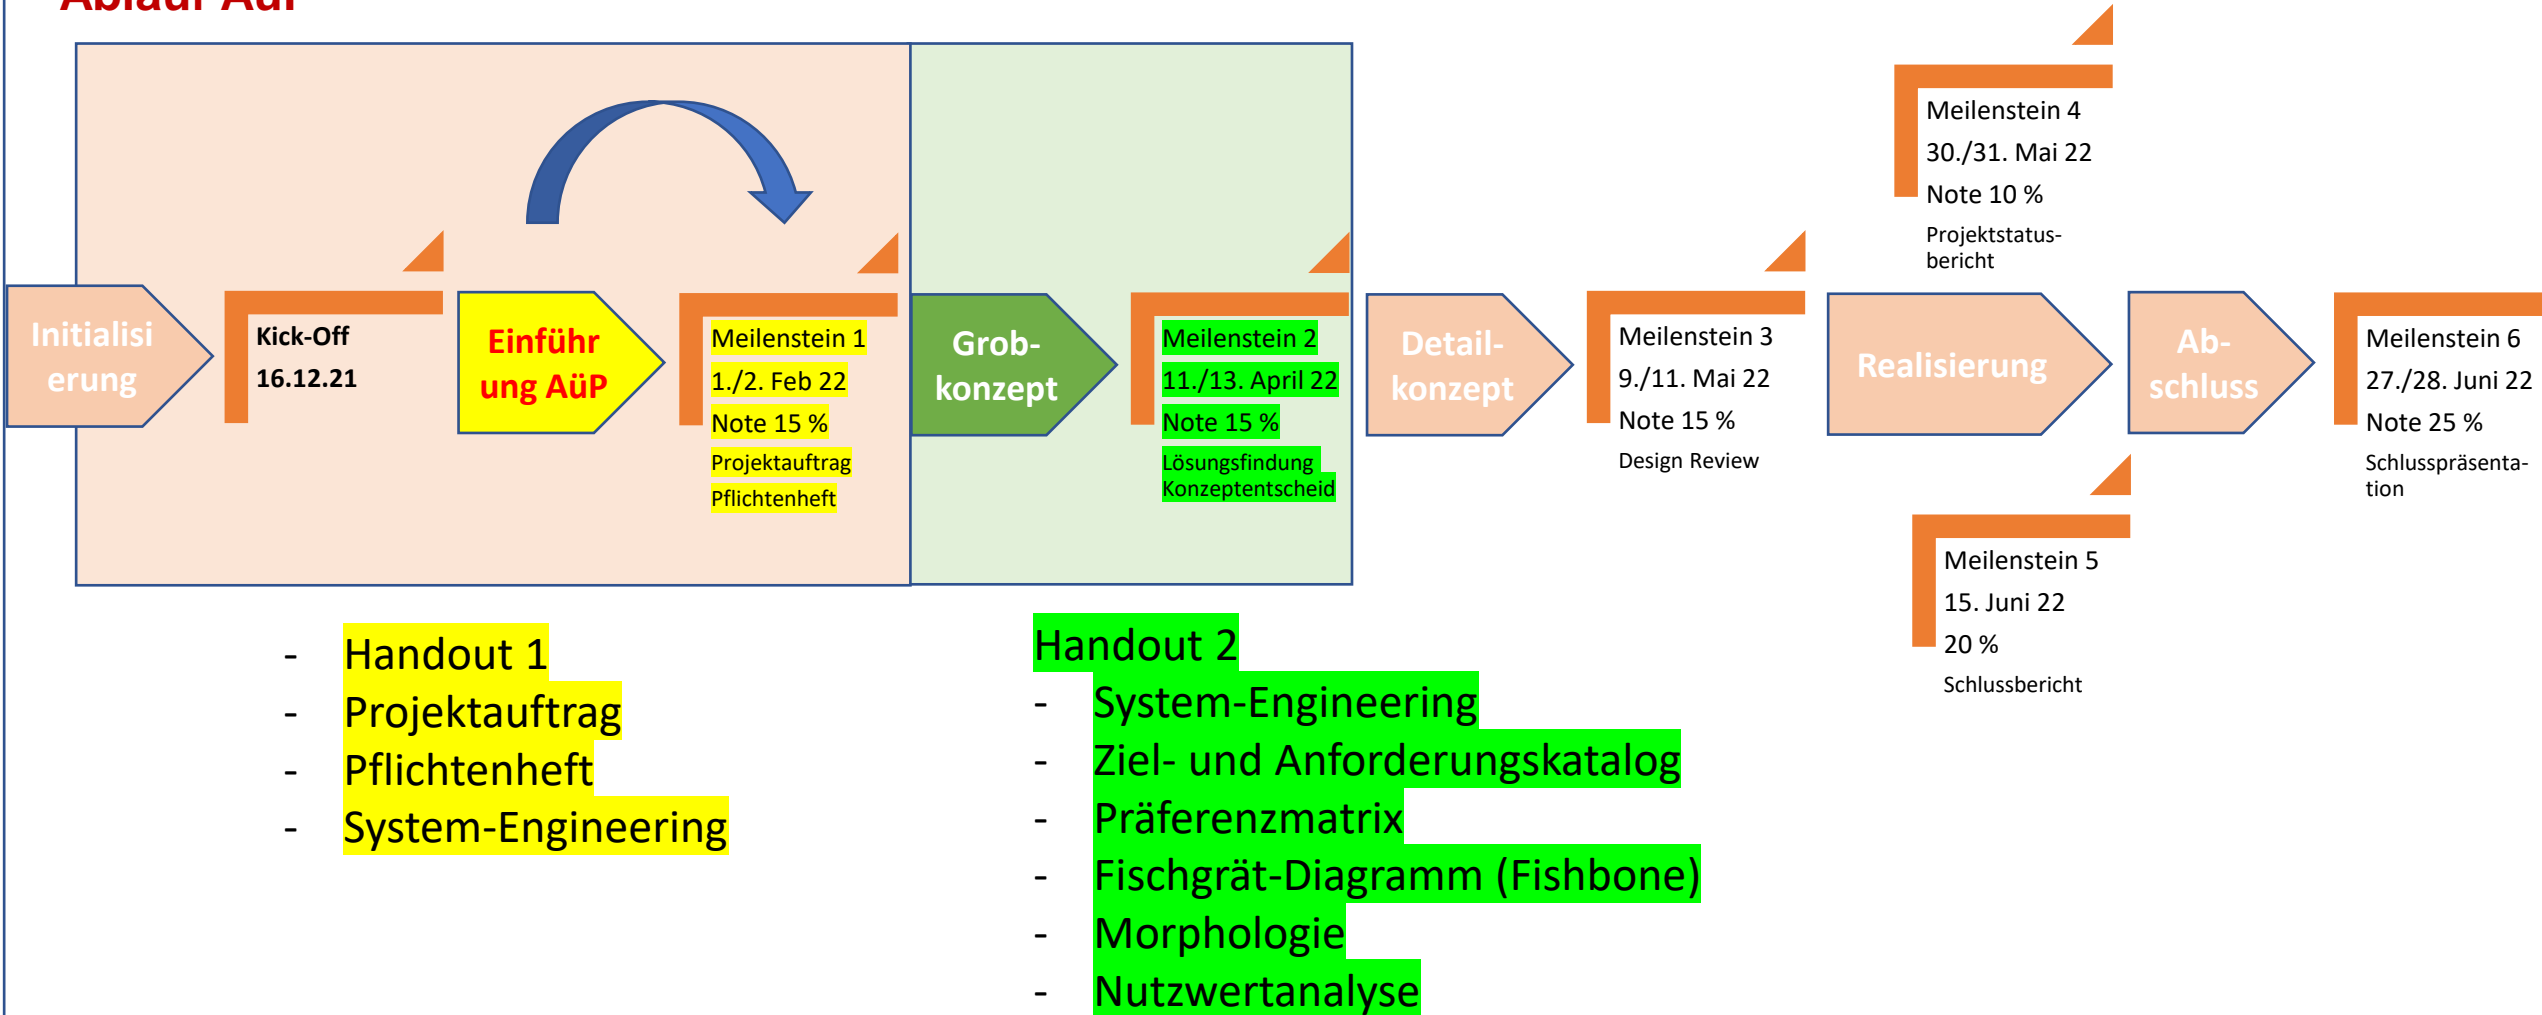 Ablauf AüP
Initialisi
erung
Kick-Off
16.12.21
Einführ
ung AüP
Meilenstein 1
1./2. Feb 22
Note 15 %
Projektauftrag
Pflichtenheft
Grob-
konzept
Meilenstein 2
11./13. April 22
Note 15 %
Lösungsfindung
Konzeptentscheid
Detail-
konzept
Meilenstein 3
9./11. Mai 22
Note 15 %
Design Review
Meilenstein 4
30./31. Mai 22
Note 10 %
Projektstatus-
bericht
Realisierung
Meilenstein 5
15. Juni 22
20 %
Schlussbericht
Ab-
schluss
Meilenstein 6
27./28. Juni 22
Note 25 %
Schlusspräsenta-
tion
- Handout 1
- Projektauftrag
- Pflichtenheft
- System-Engineering
Handout 2
- System-Engineering
- Ziel- und Anforderungskatalog
- Präferenzmatrix
- Fischgrät-Diagramm (Fishbone)
- Morphologie
- Nutzwertanalyse